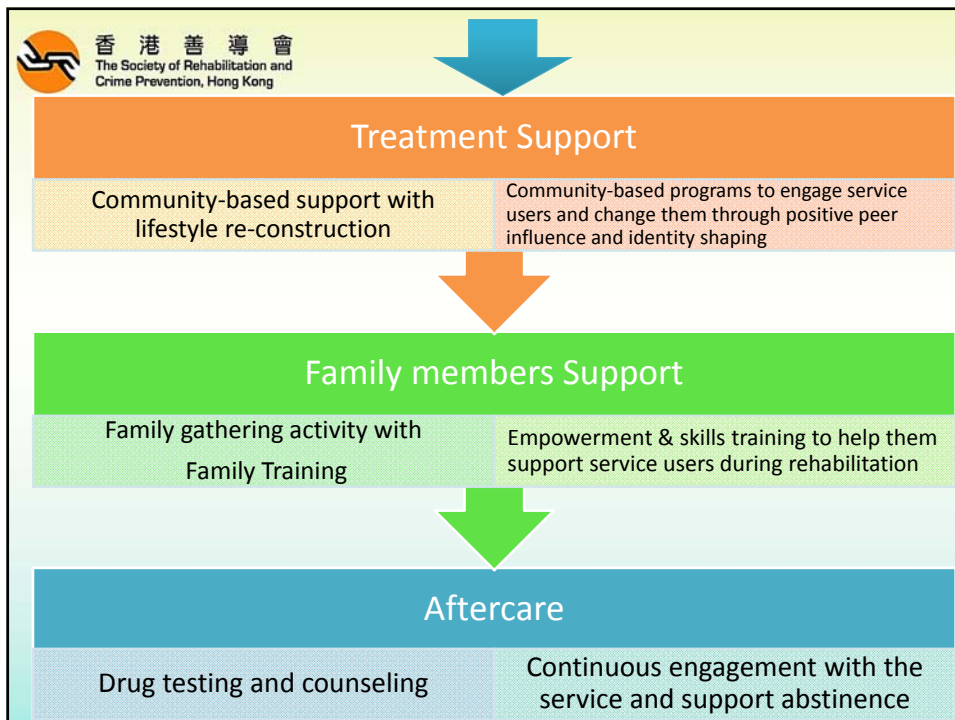 香港善導會
The Society of Rehabilitation and
Crime Prevention, Hong Kong
Treatment Support
Community-based support with
lifestyle re-construction
Community-based programs to engage service
users and change them through positive peer
influence and identity shaping
Family members Support
Family gathering activity with
Family Training
Empowerment & skills training to help them
support service users during rehabilitation
Aftercare
Drug testing and counseling
Continuous engagement with the
service and support abstinence